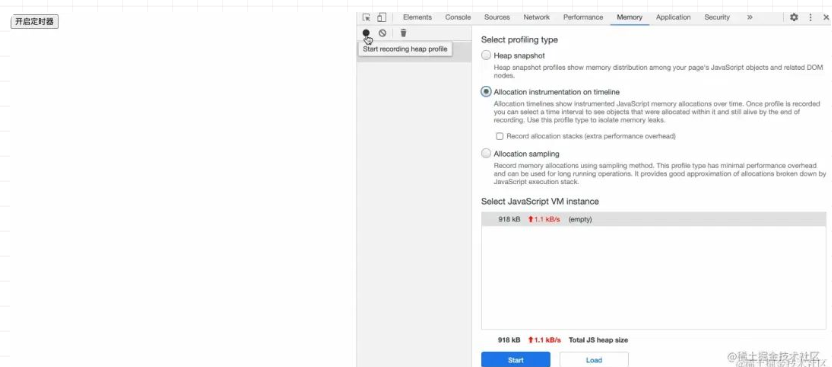 开启定时器
Elements Console Sources Network Performance Memory Application Security »
Start recording heap profile
Select profiling type
Heap snapshot
Heap snapshot profiles show memory distribution among your page's JavaScript objects and related DOM
nodes.
Allocation instrumentation on timeline
Allocation timelines show instrumented JavaScript memory allocations over time. Once profile is recorded
you can select a time interval to see objects that were allocated within it and still alive by the end of
recording. Use this profile type to isolate memory leaks.
Record allocation stacks (extra performance overhead)
Allocation sampling
Record memory allocations using sampling method. This profile type has minimal performance overhead
and can be used for long running operations. It provides good approximation of allocations broken down by
JavaScript execution stack.
Select JavaScript VM instance
918 kB ⬆1.1 kB/s (empty)
918 kB ⬆1.1 kB/s Total JS heap size
Start Load
@稀土掘金技术社区
@稀土掘金技术社区